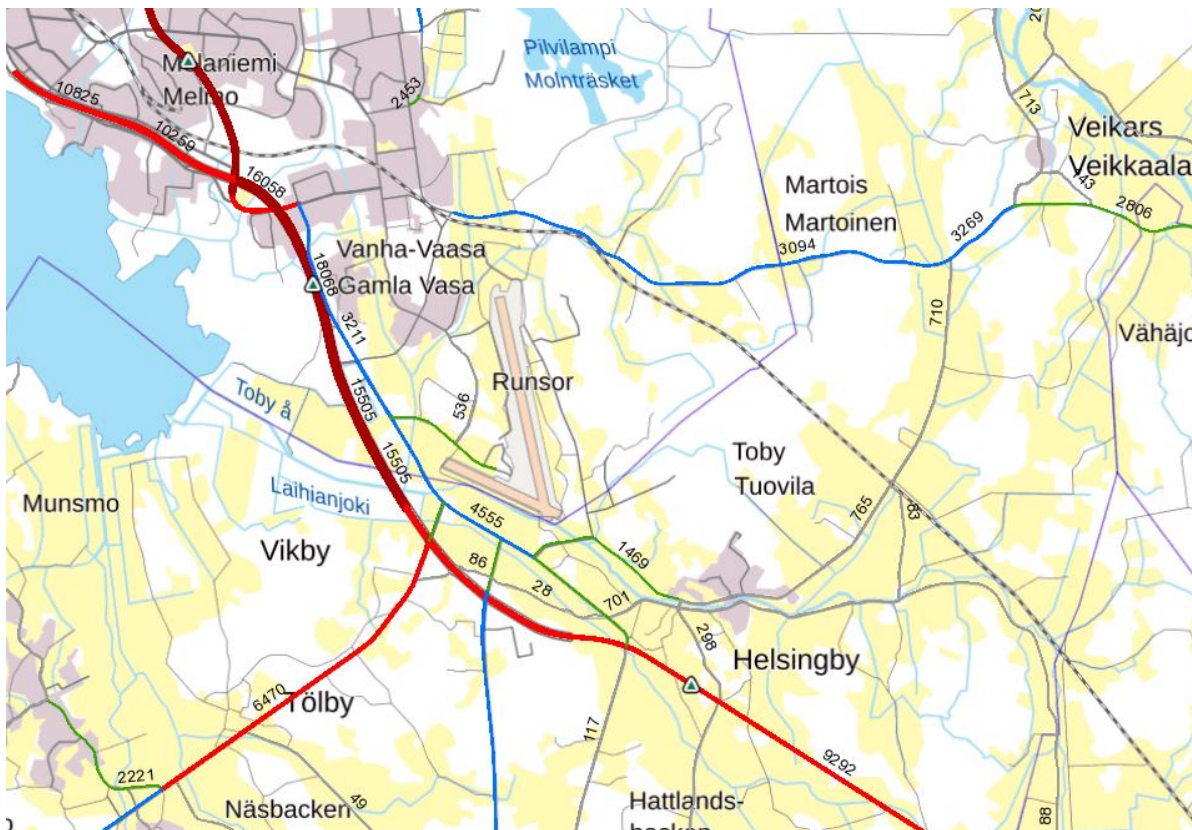 Pilvilampi
Molnträsket
Melmo
10825
10259
2453
713
Veikars
Veikkaala
2806
Martois
Martoinen
3269
3094
16058
Vanha-Vaasa
Gamla Vasa
18068
3211
710
Vähäjo
Runsor
Toby å
15505
536
15505
Laihianjoki
Munsmo
Vikby
Toby
Tuovila
4555
765
83
1469
86
28
701
298
Helsingby
6470
Tölby
117
9292
2221
Näsbacken
49
Hattlands-
88